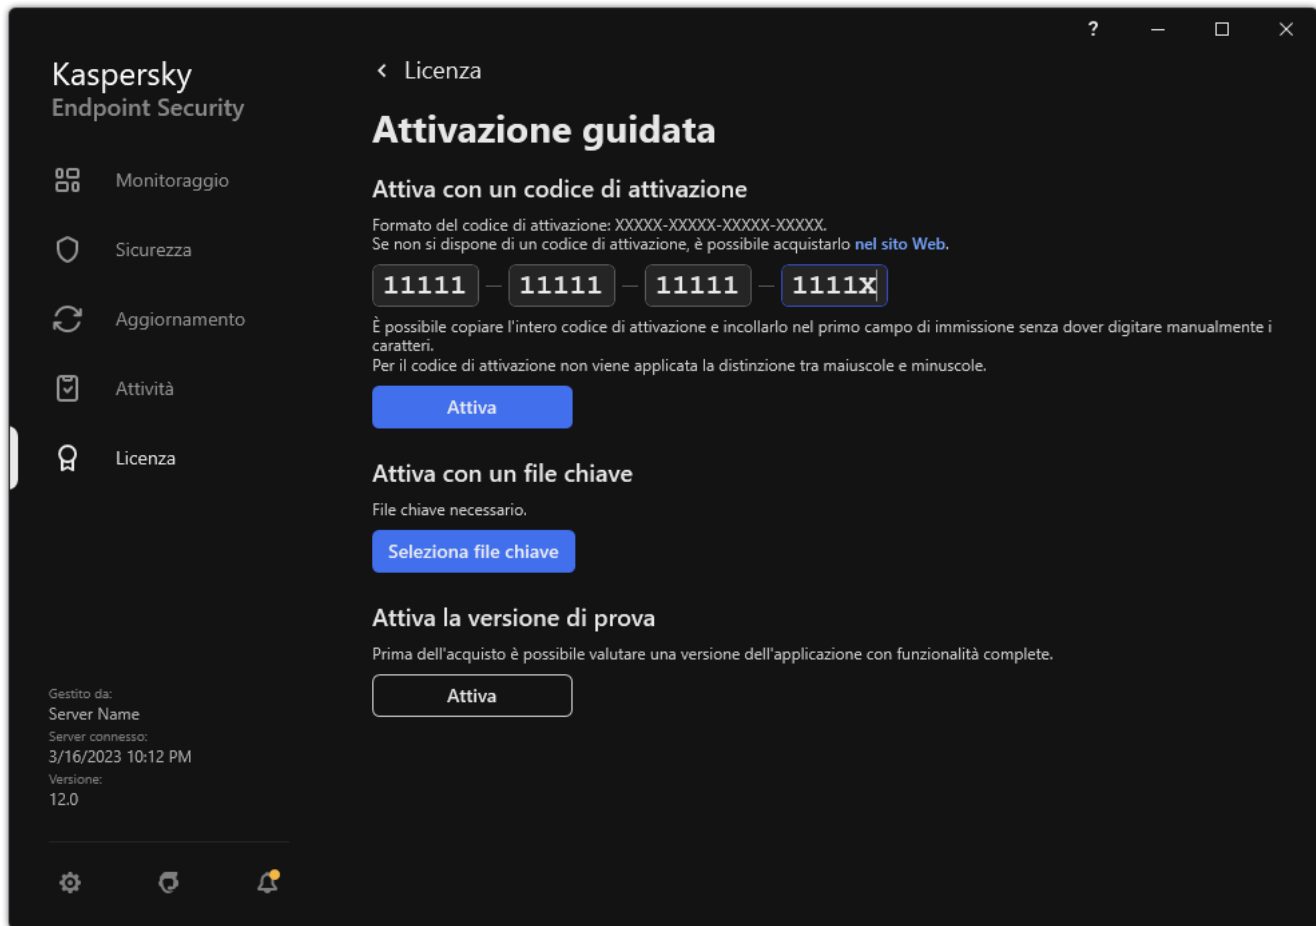 ?
Kaspersky
Endpoint Security
Monitoraggio
Sicurezza
Aggiornamento
Attività
Licenza
Gestito da:
Server Name
Server connesso:
3/16/2023 10:12 PM
Versione:
12.0
Licenza
Attivazione guidata
Attiva con un codice di attivazione
Formato del codice di attivazione: XXXXX-XXXXX-XXXXX-XXXXX.
Se non si dispone di un codice di attivazione, è possibile acquistarlo nel sito Web.
11111 — 11111 — 11111 — 1111X
È possibile copiare l'intero codice di attivazione e incollarlo nel primo campo di immissione senza dover digitare manualmente i
caratteri.
Per il codice di attivazione non viene applicata la distinzione tra maiuscole e minuscole.
Attiva
Attiva con un file chiave
File chiave necessario.
Seleziona file chiave
Attiva la versione di prova
Prima dell'acquisto è possibile valutare una versione dell'applicazione con funzionalità complete.
Attiva